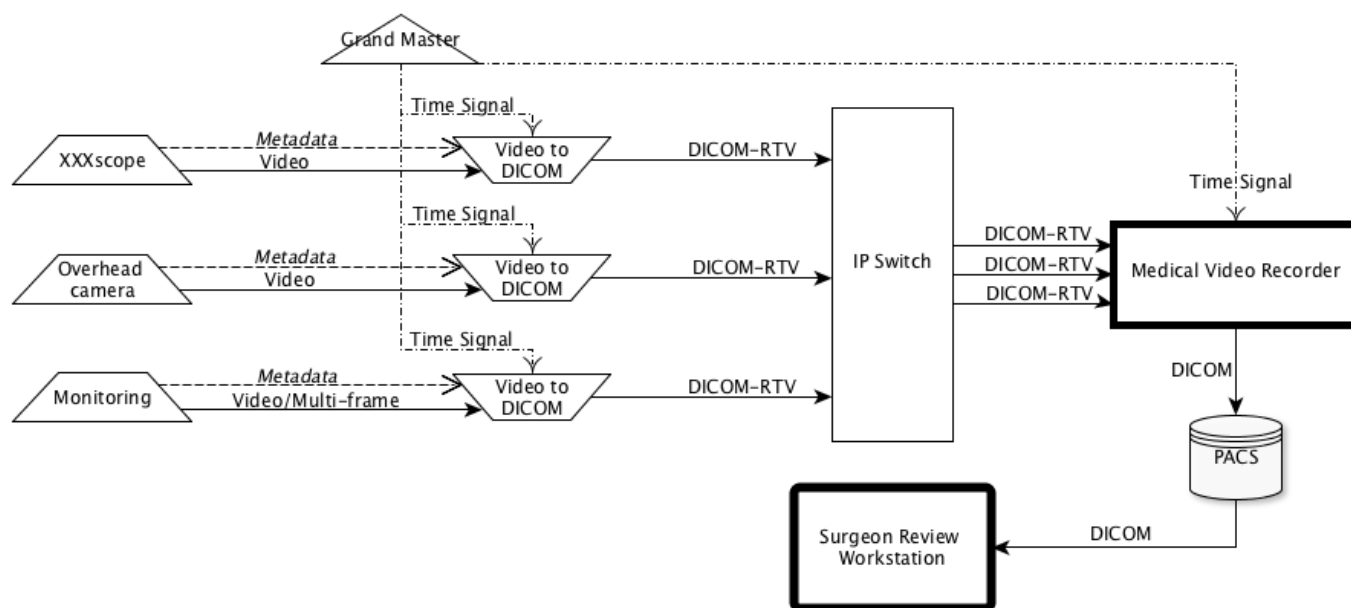 Grand Master
Time Signal
XXXscope
Metadata
Video
Video to
DICOM
DICOM-RTV
Time Signal
Time Signal
Overhead
camera
Metadata
Video
Video to
DICOM
DICOM-RTV
IP Switch
DICOM-RTV
DICOM-RTV
DICOM-RTV
Medical Video Recorder
Time Signal
Monitoring
Metadata
Video/Multi-frame
Video to
DICOM
DICOM-RTV
DICOM
PACS
DICOM
Surgeon Review
Workstation